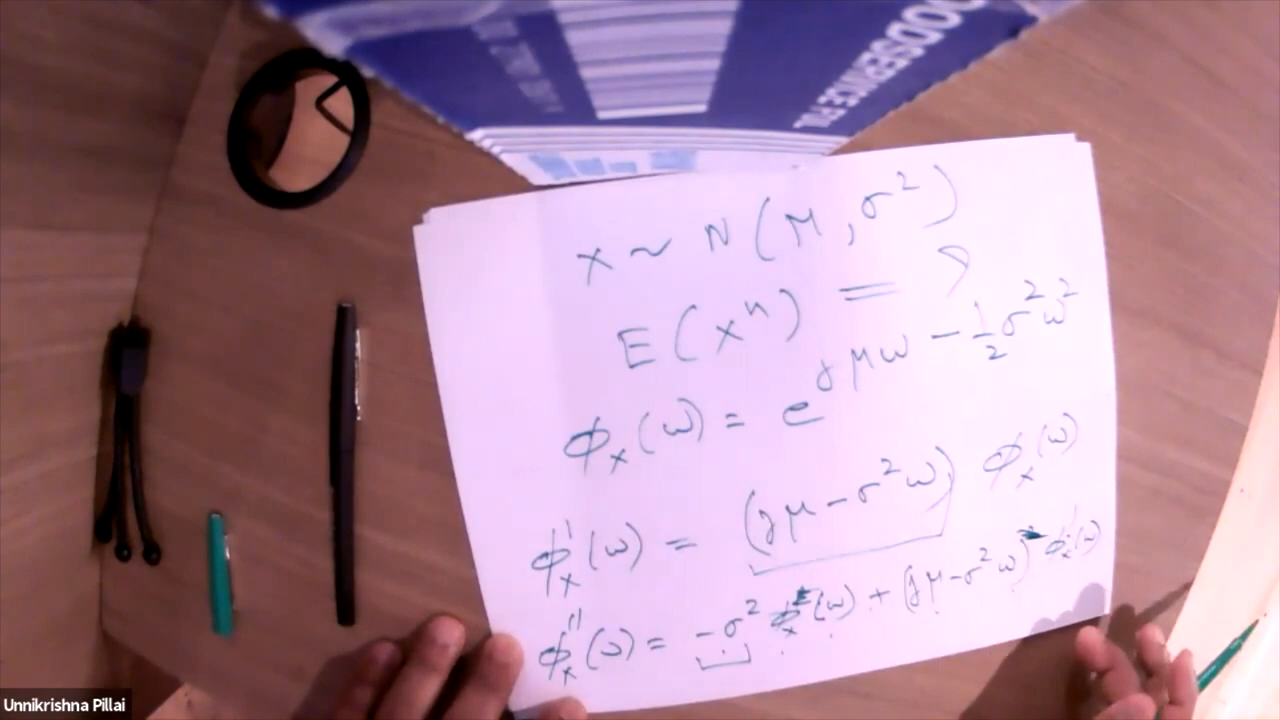 X ~ N(μ, σ²)
E(Xⁿ) = ?
ϕₓ(ω) = e^{jμω - ½σ²ω²}
ϕₓ'(ω) = (jμ - σ²ω) ϕₓ(ω)
ϕₓ''(ω) = -σ² ϕₓ(ω) + (jμ - σ²ω) ϕₓ'(ω)
Unnikrishna Pillai